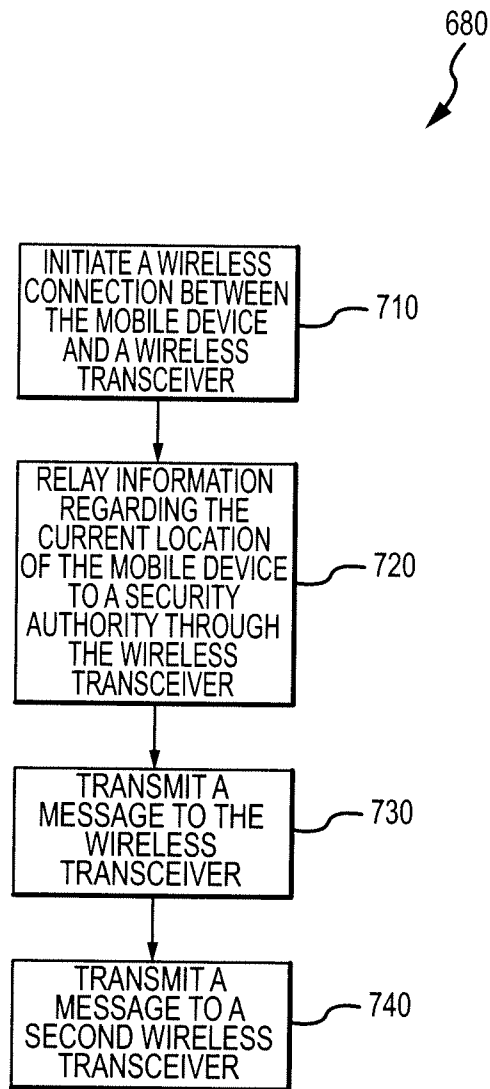 680
INITIATE A WIRELESS
CONNECTION BETWEEN
THE MOBILE DEVICE
AND A WIRELESS
TRANSCEIVER
710
RELAY INFORMATION
REGARDING THE
CURRENT LOCATION
OF THE MOBILE DEVICE
TO A SECURITY
AUTHORITY THROUGH
THE WIRELESS
TRANSCEIVER
720
TRANSMIT A
MESSAGE TO THE
WIRELESS
TRANSCEIVER
730
TRANSMIT A
MESSAGE TO A
SECOND WIRELESS
TRANSCEIVER
740